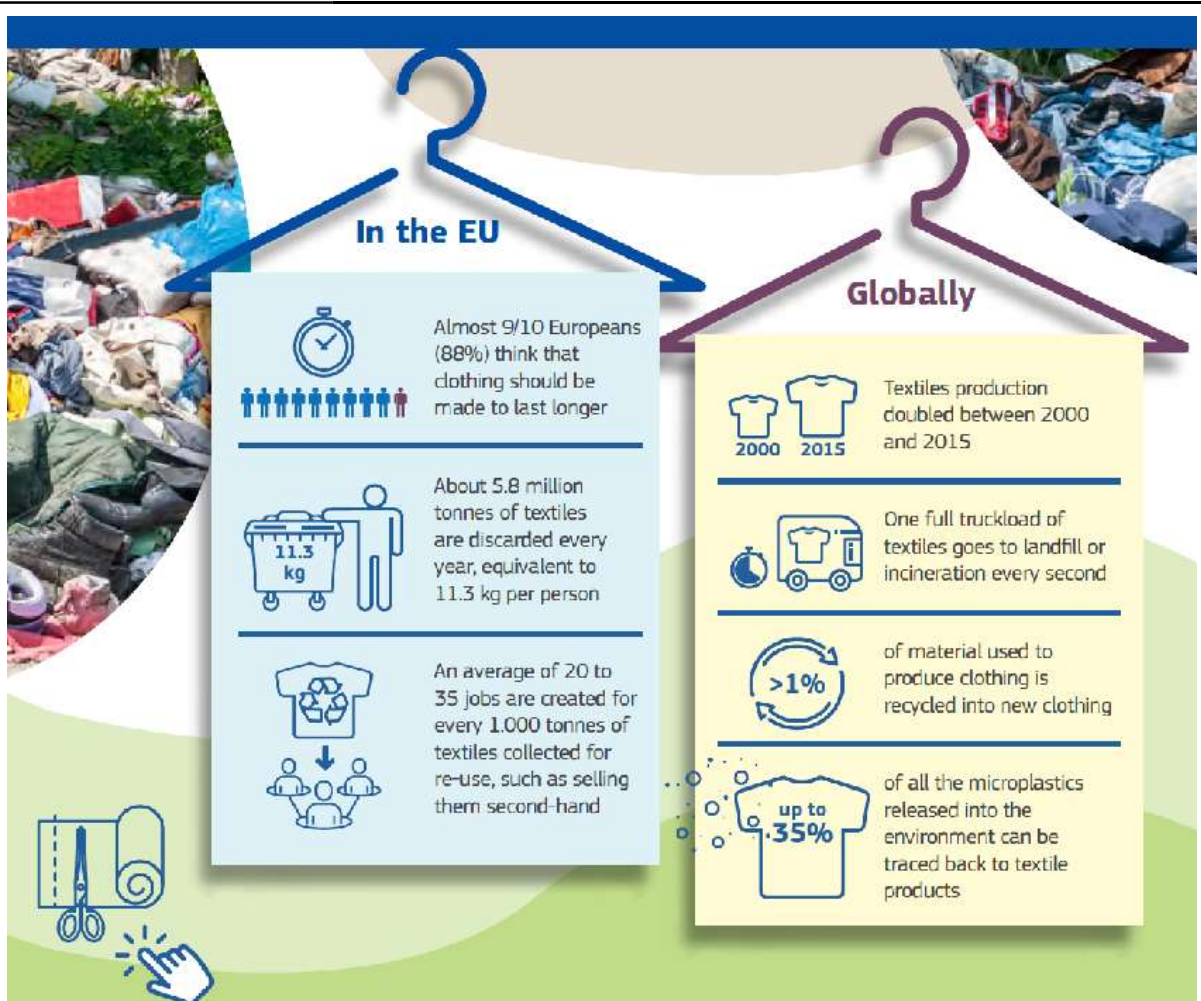 In the EU
Almost 9/10 Europeans
(88%) think that
clothing should be
made to last longer
11.3
kg
About 5.8 million
tonnes of textiles
are discarded every
year, equivalent to
11.3 kg per person
An average of 20 to
35 jobs are created for
every 1.000 tonnes of
textiles collected for
re-use, such as selling
them second-hand
Globally
2000 2015
Textiles production
doubled between 2000
and 2015
One full truckload of
textiles goes to landfill or
incineration every second
>1%
of material used to
produce clothing is
recycled into new clothing
up to
35%
of all the microplastics
released into the
environment can be
traced back to textile
products